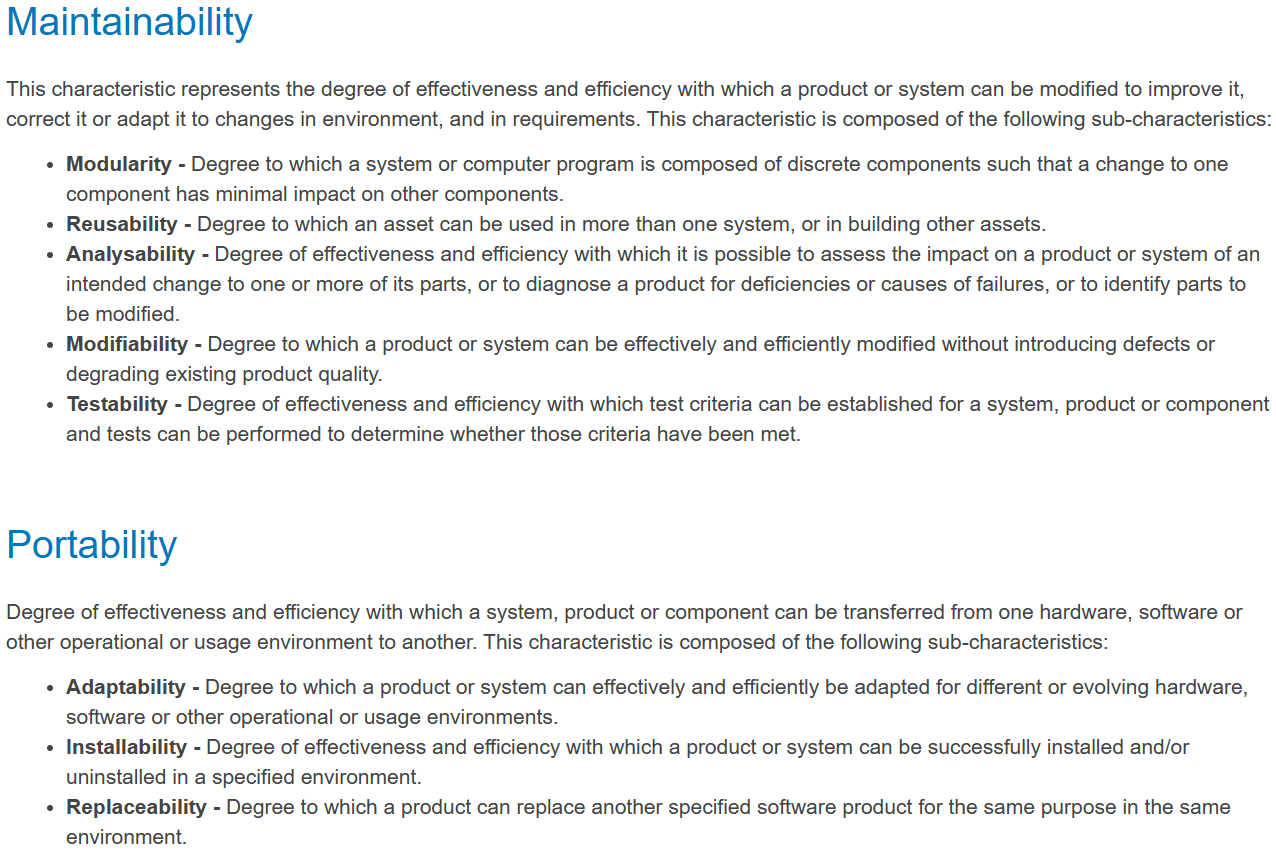 Maintainability
This characteristic represents the degree of effectiveness and efficiency with which a product or system can be modified to improve it,
correct it or adapt it to changes in environment, and in requirements. This characteristic is composed of the following sub-characteristics:
• Modularity - Degree to which a system or computer program is composed of discrete components such that a change to one
component has minimal impact on other components.
• Reusability - Degree to which an asset can be used in more than one system, or in building other assets.
• Analysability - Degree of effectiveness and efficiency with which it is possible to assess the impact on a product or system of an
intended change to one or more of its parts, or to diagnose a product for deficiencies or causes of failures, or to identify parts to
be modified.
• Modifiability - Degree to which a product or system can be effectively and efficiently modified without introducing defects or
degrading existing product quality.
• Testability - Degree of effectiveness and efficiency with which test criteria can be established for a system, product or component
and tests can be performed to determine whether those criteria have been met.
Portability
Degree of effectiveness and efficiency with which a system, product or component can be transferred from one hardware, software or
other operational or usage environment to another. This characteristic is composed of the following sub-characteristics:
• Adaptability - Degree to which a product or system can effectively and efficiently be adapted for different or evolving hardware,
software or other operational or usage environments.
• Installability - Degree of effectiveness and efficiency with which a product or system can be successfully installed and/or
uninstalled in a specified environment.
• Replaceability - Degree to which a product can replace another specified software product for the same purpose in the same
environment.